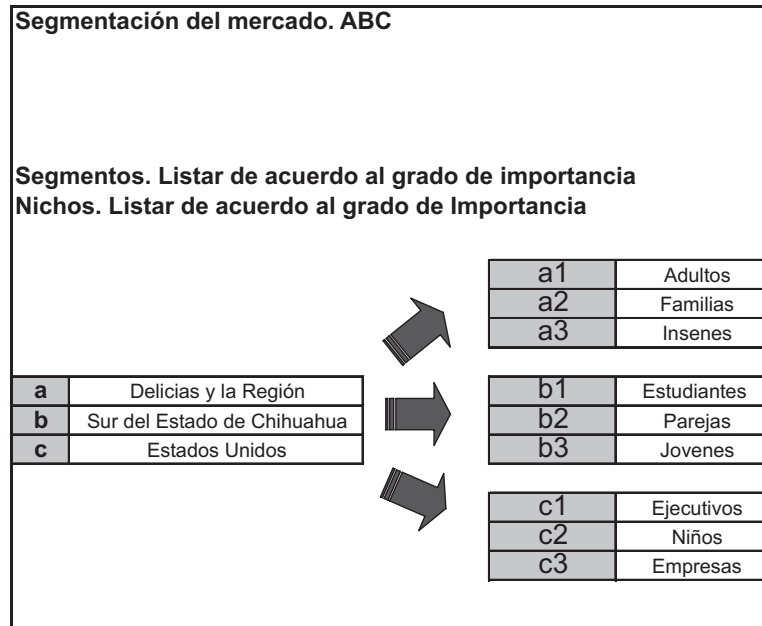 Segmentación del mercado. ABC
Segmentos. Listar de acuerdo al grado de importancia
Nichos. Listar de acuerdo al grado de Importancia
a1 Adultos
a2 Familias
a3 Insenes
a Delicias y la Región
b Sur del Estado de Chihuahua
c Estados Unidos
b1 Estudiantes
b2 Parejas
b3 Jovenes
c1 Ejecutivos
c2 Niños
c3 Empresas